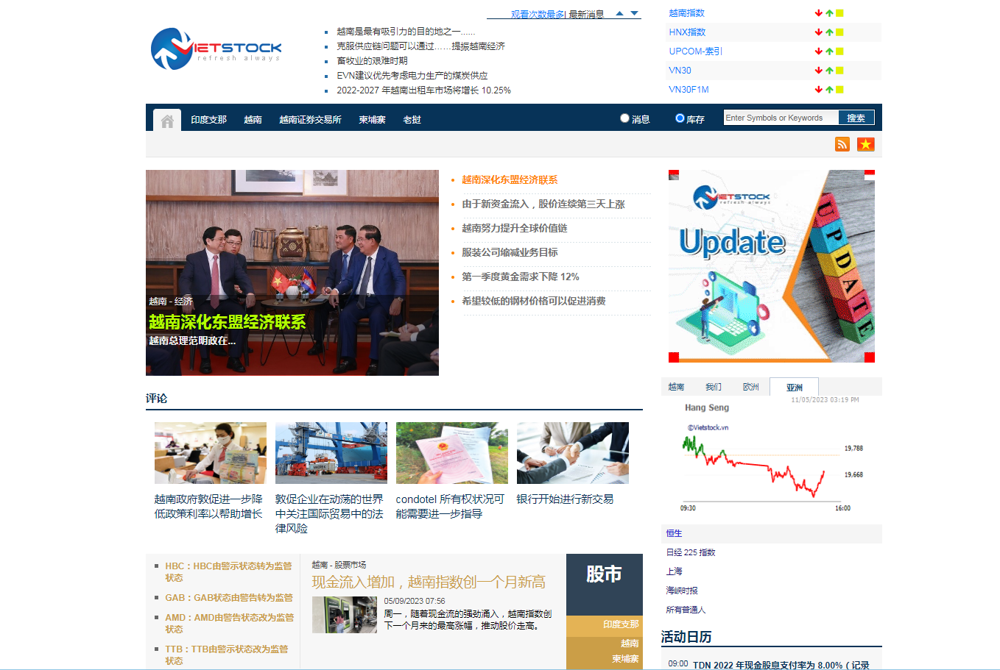 观看次数最多| 最新消息
越南是最有吸引力的目的地之一......
克服供应链问题可以通过……提振越南经济
畜牧业的艰难时期
EVN建议优先考虑电力生产的煤炭供应
2022-2027 年越南出租车市场将增长 10.25%
越南指数
HNX指数
UPCOM-索引
VN30
VN30F1M
VIETSTOCK
refresh always
印度支那 越南 越南证券交易所 柬埔寨 老挝 消息 库存 Enter Symbols or Keywords 搜索
越南 - 经济
越南深化东盟经济联系
越南总理范明政在...
越南深化东盟经济联系
由于新资金流入，股价连续第三天上涨
越南努力提升全球价值链
服装公司缩减业务目标
第一季度黄金需求下降 12%
希望较低的钢材价格可以促进消费
VIETSTOCK
refresh always
Update
UPDATE
越南 我们 欧洲 亚洲
11/05/2023 03:19 PM
Hang Seng
©Vietstock.vn
19,788
19,668
09:30 16:00
恒生
日经 225 指数
上海
海峡时报
所有普通人
评论
MAERSK
越南政府敦促进一步降
低政策利率以帮助增长
敦促企业在动荡的世界
中关注国际贸易中的法
律风险
condotel 所有权状况可
能需要进一步指导
银行开始进行新交易
HBC：HBC由警示状态转为监管
状态
GAB：GAB状态由警告转为监管
AMD：AMD由警告状态改为监管
状态
TTB：TTB由警示状态改为监管
状态
越南 - 股票市场
现金流入增加，越南指数创一个月新高
05/09/2023 07:56
周一，随着现金流的强劲涌入，越南指数创
下一个月来的最高涨幅，推动股价走高。
股市
印度支那
越南
柬埔寨
活动日历
09:00 TDN 2022 年现金股息支付率为 8.00%（记录